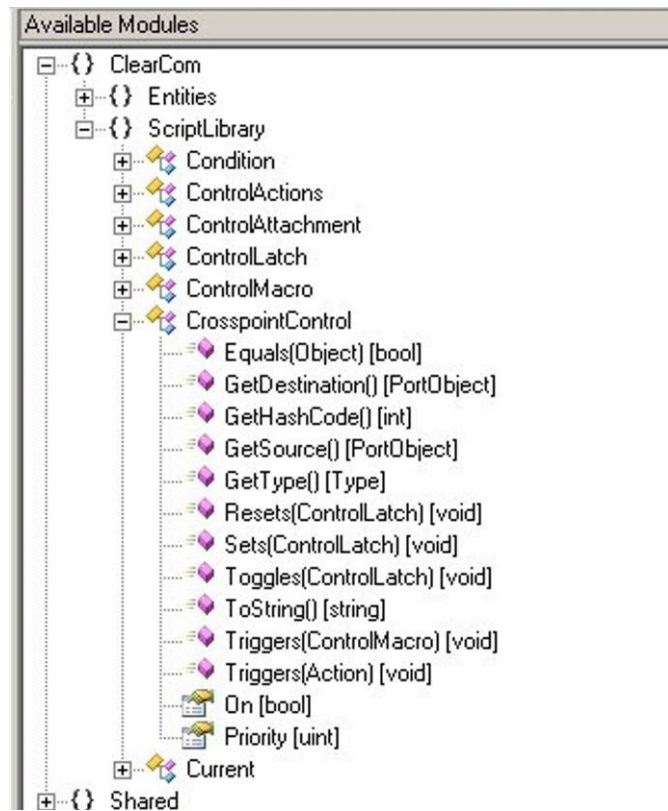 Available Modules
{} ClearCom
{} Entities
{} ScriptLibrary
Condition
ControlActions
ControlAttachment
ControlLatch
ControlMacro
CrosspointControl
Equals(Object) [bool]
GetDestination() [PortObject]
GetHashCode() [int]
GetSource() [PortObject]
GetType() [Type]
Resets(ControlLatch) [void]
Sets(ControlLatch) [void]
Toggles(ControlLatch) [void]
ToString() [string]
Triggers(ControlMacro) [void]
Triggers(Action) [void]
On [bool]
Priority [uint]
Current
{} Shared